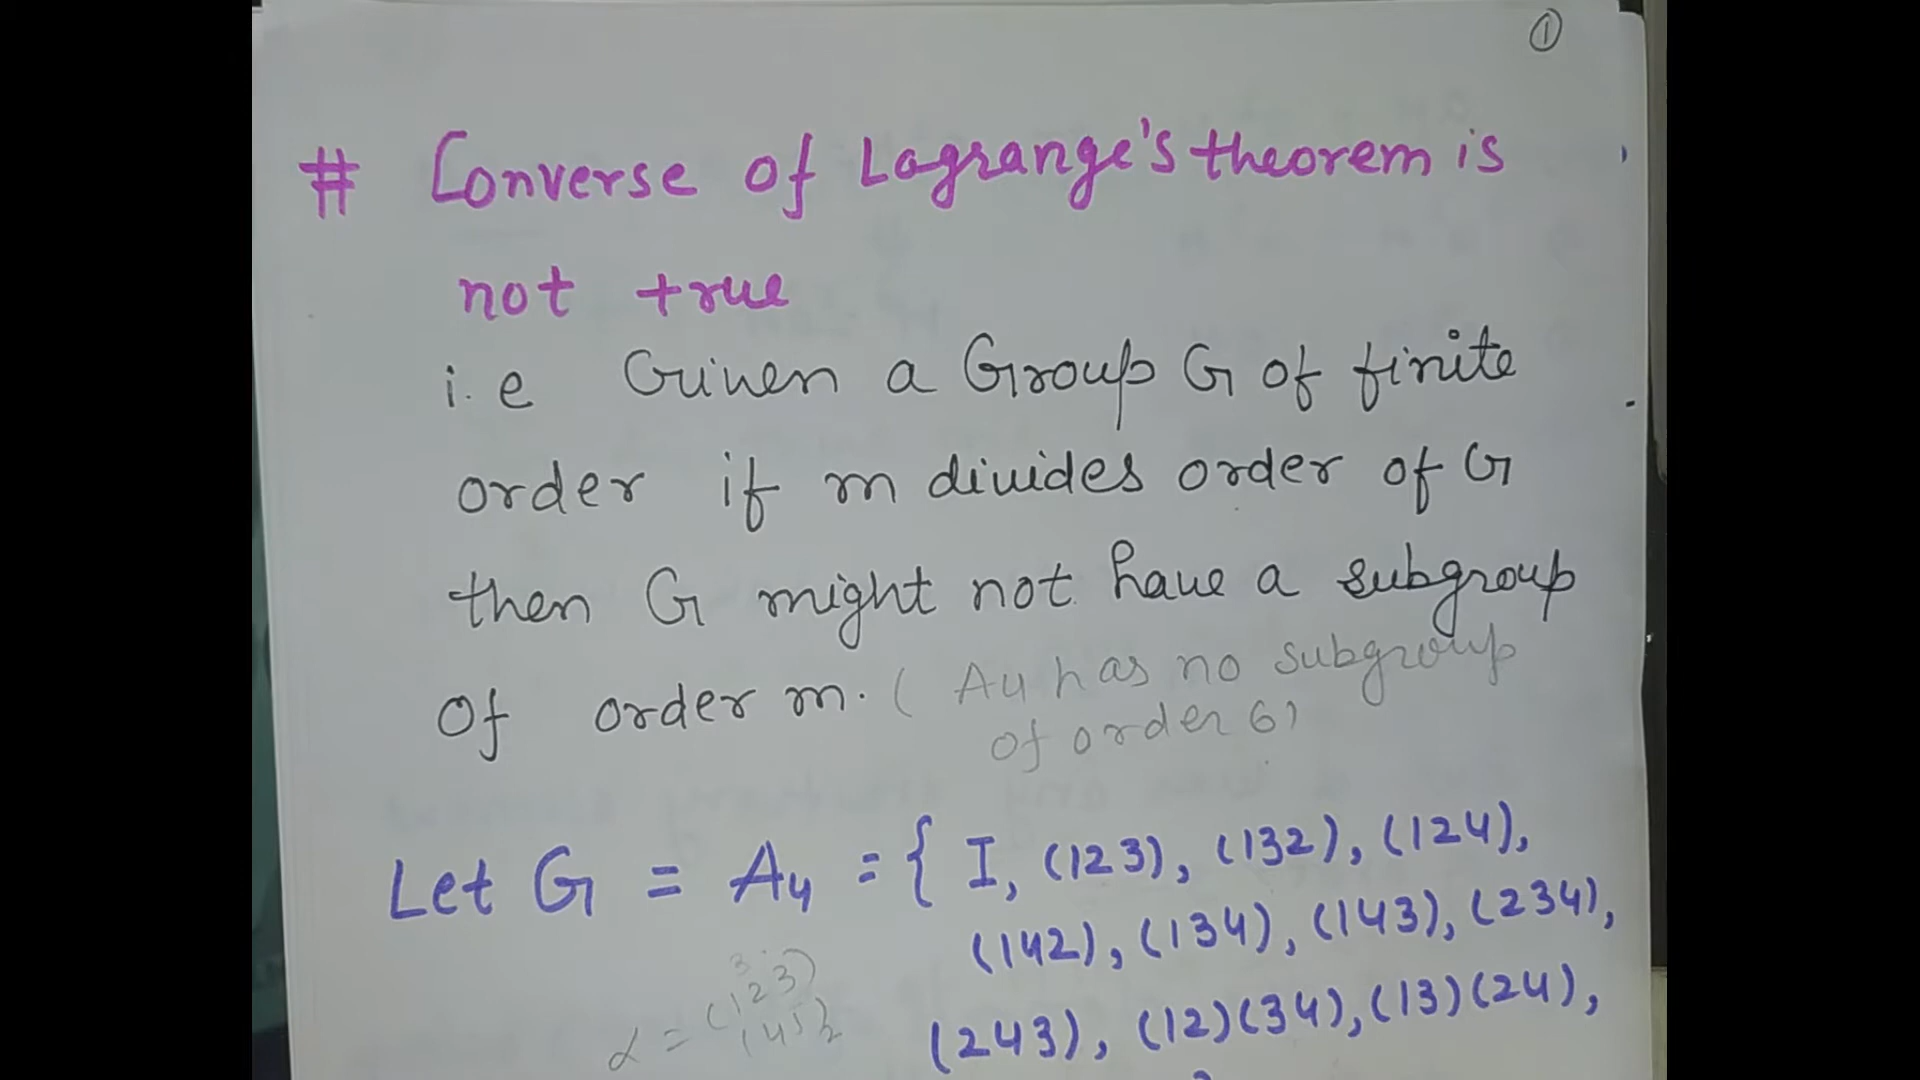 ①
# Converse of Lagrange's theorem is
not true
i.e Given a Group G of finite
order if m divides order of G
then G might not have a subgroup
of order m. ( A4 has no subgroup
of order 6)
Let G = A4 = { I, (123), (132), (124),
(142), (134), (143), (234),
(243), (12)(34), (13)(24),
α = (123)
(145)